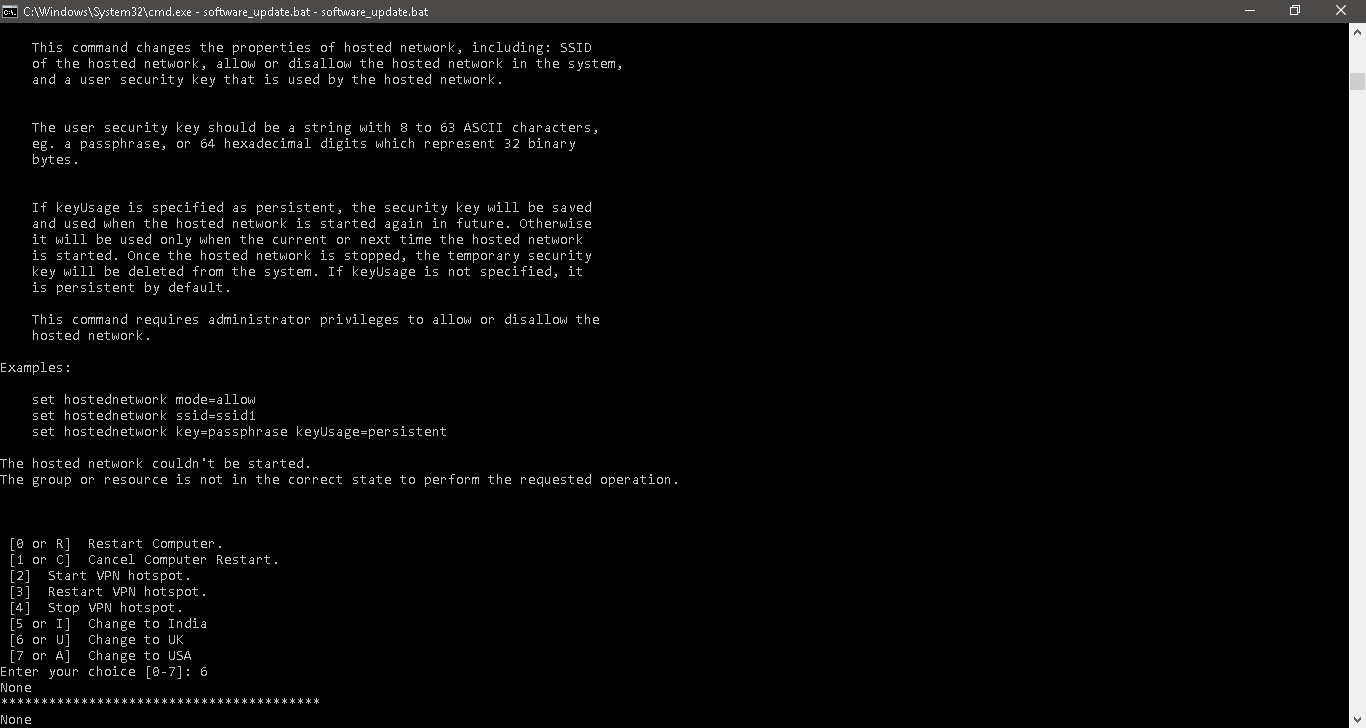 C:\Windows\System32\cmd.exe - software_update.bat - software_update.bat
This command changes the properties of hosted network, including: SSID
of the hosted network, allow or disallow the hosted network in the system,
and a user security key that is used by the hosted network.
The user security key should be a string with 8 to 63 ASCII characters,
eg. a passphrase, or 64 hexadecimal digits which represent 32 binary
bytes.
If keyUsage is specified as persistent, the security key will be saved
and used when the hosted network is started again in future. Otherwise
it will be used only when the current or next time the hosted network
is started. Once the hosted network is stopped, the temporary security
key will be deleted from the system. If keyUsage is not specified, it
is persistent by default.
This command requires administrator privileges to allow or disallow the
hosted network.
Examples:
set hostednetwork mode=allow
set hostednetwork ssid=ssid1
set hostednetwork key=passphrase keyUsage=persistent
The hosted network couldn't be started.
The group or resource is not in the correct state to perform the requested operation.
[0 or R]  Restart Computer.
[1 or C]  Cancel Computer Restart.
[2]  Start VPN hotspot.
[3]  Restart VPN hotspot.
[4]  Stop VPN hotspot.
[5 or I]  Change to India
[6 or U]  Change to UK
[7 or A]  Change to USA
Enter your choice [0-7]: 6
None
****************************************
None